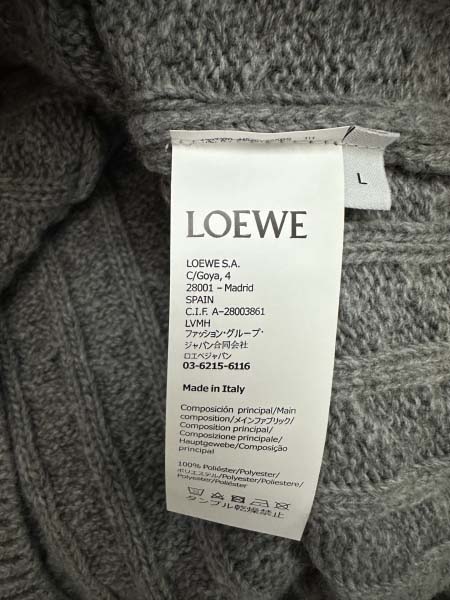 L
LOEWE
LOEWE S.A.
C/Goya, 4
28001 – Madrid
SPAIN
C.I.F. A-28003861
LVMH
ファッション・グループ・
ジャパン合同会社
ロエベジャパン
03-6215-6116
Made in Italy
Composición principal/Main
composition/メインファブリック/
Composition principal/
Composizione principale/
Hauptgewebe/Composição
principal
100% Poliéster/Polyester/
ポリエステル/Polyester/Poliestere/
Polyester/Poliéster
タンブル乾燥禁止